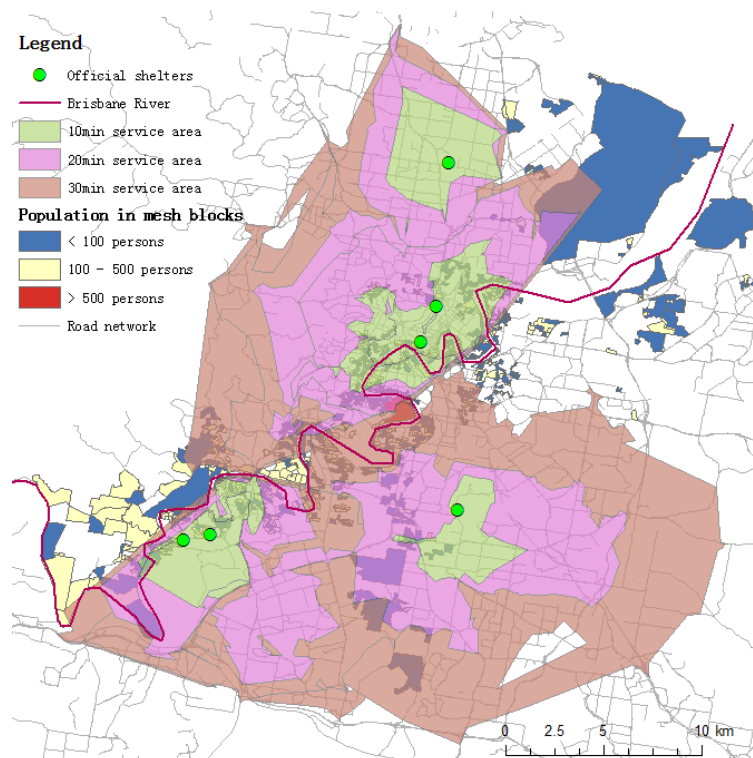 Legend
Official shelters
Brisbane River
10min service area
20min service area
30min service area
Population in mesh blocks
< 100 persons
100 - 500 persons
> 500 persons
Road network
0 2.5 5 10 km